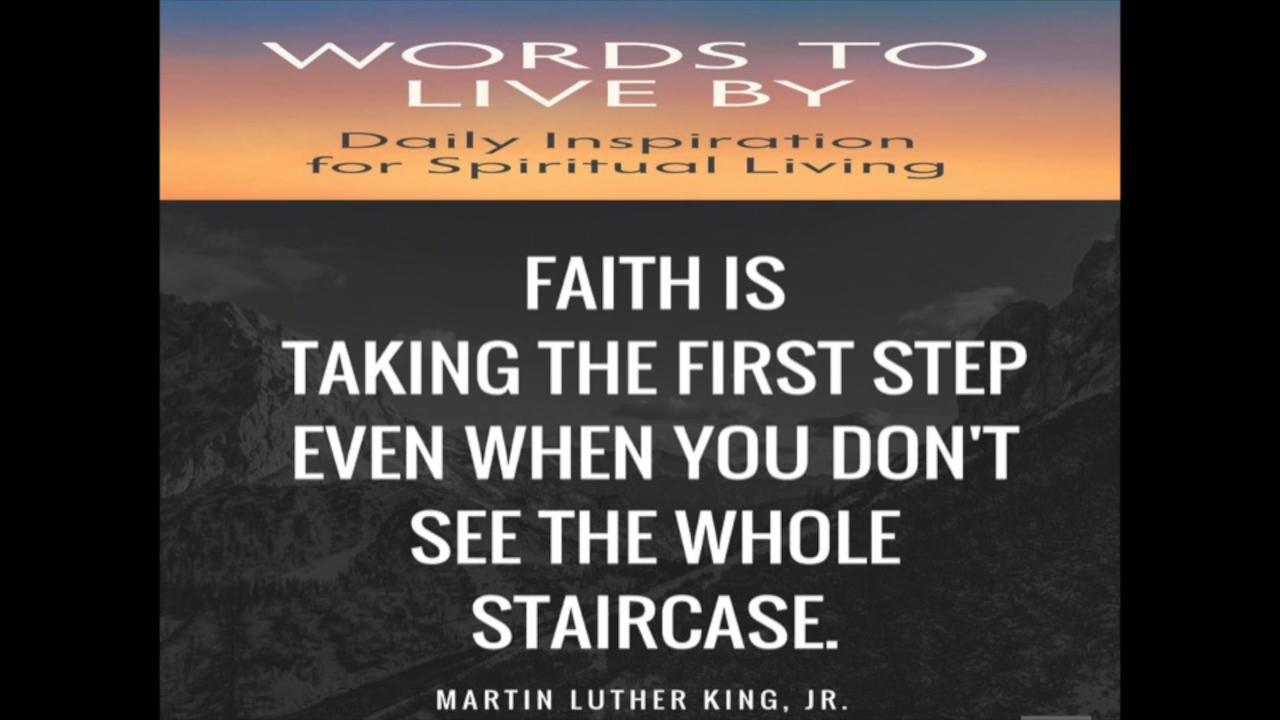 WORDS TO
LIVE BY
Daily Inspiration
for Spiritual Living
FAITH IS
TAKING THE FIRST STEP
EVEN WHEN YOU DON'T
SEE THE WHOLE
STAIRCASE.
MARTIN LUTHER KING, JR.